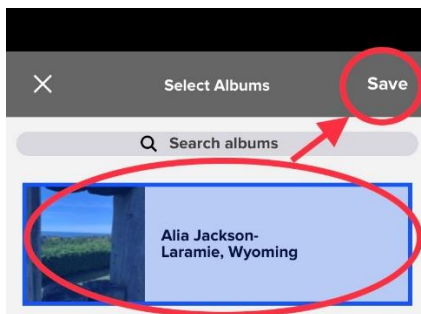 Select Albums Save
Search albums
Alia Jackson-
Laramie, Wyoming